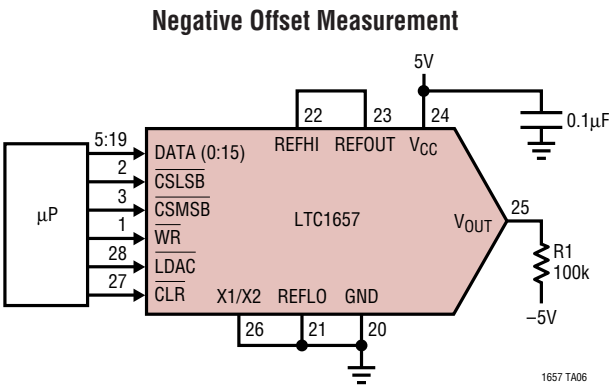 Negative Offset Measurement
5V
22
23
24
0.1µF
5:19
DATA (0:15)
REFHI
REFOUT
VCC
2
CSLSB
µP
3
CSMSB
LTC1657
VOUT
25
1
WR
R1
100k
28
LDAC
27
CLR
X1/X2
REFLO
GND
–5V
26
21
20
1657 TA06